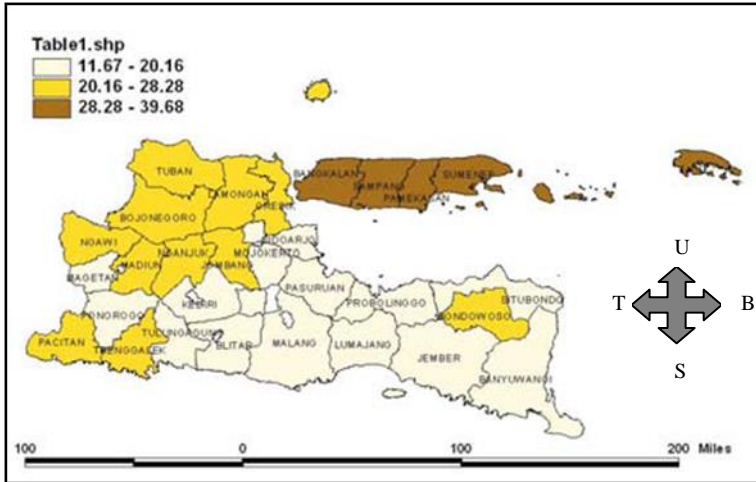 Table1.shp
11.67 - 20.16
20.16 - 28.28
28.28 - 39.68
TUBAN
LAMONGAN
GRESIK
BANGKALAN
SAMPANG
PAMEKASAN
SUMENEP
BOJONEGORO
NGAWI
MADIUN
NGANJUK
JOMBANG
MOJOKERTO
SIDOARJO
MAGETAN
PONOROGO
KEDIRI
PASURUAN
PROBOLINGGO
SITUBONDO
BONDOWOSO
PACITAN
TRENGGALEK
TULUNGAGUNG
BLITAR
MALANG
LUMAJANG
JEMBER
BANYUWANGI
U
T B
S
100 0 100 200 Miles